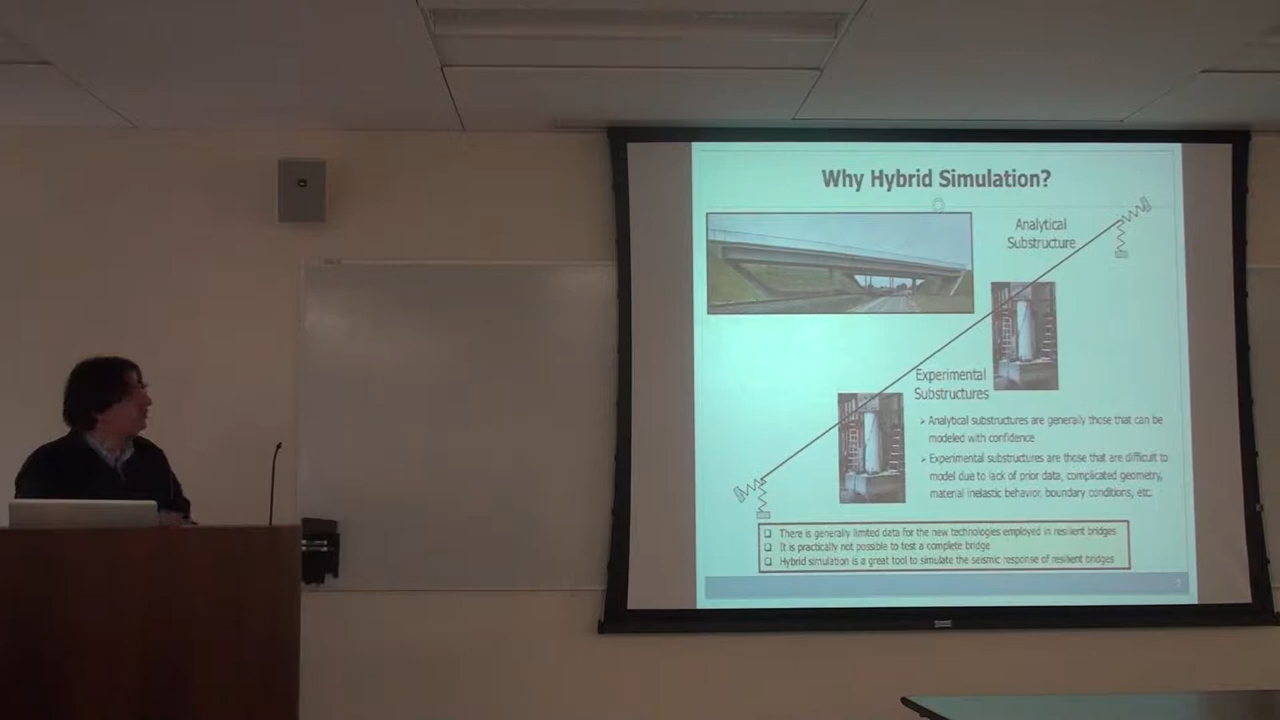 Why Hybrid Simulation?
Analytical
Substructure
Experimental
Substructures
➢ Analytical substructures are generally those that can be
modeled with confidence
➢ Experimental substructures are those that are difficult to
model due to lack of prior data, complicated geometry,
material inelastic behavior, boundary conditions, etc.
❑ There is generally limited data for the new technologies employed in resilient bridges
❑ It is practically not possible to test a complete bridge
❑ Hybrid simulation is a great tool to simulate the seismic response of resilient bridges